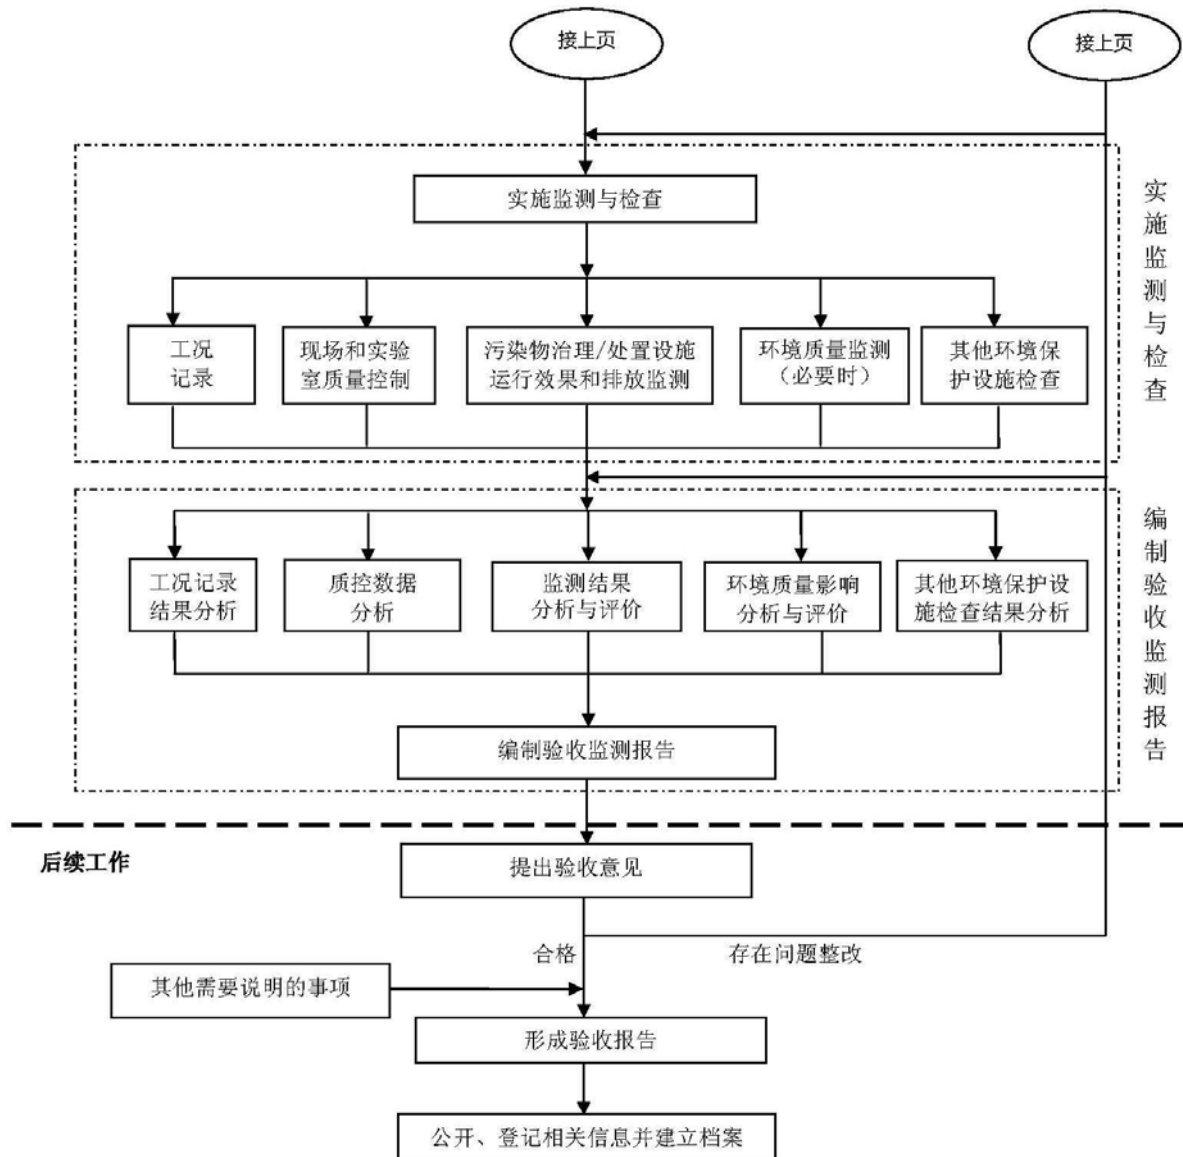 接上页
接上页
实施监测与检查
实施监测与检查
工况
记录
现场和实验
室质量控制
污染物治理/处置设施
运行效果和排放监测
环境质量监测
（必要时）
其他环境保
护设施检查
编制验收监测报告
工况记录
结果分析
质控数据
分析
监测结果
分析与评价
环境质量影响
分析与评价
其他环境保护设
施检查结果分析
编制验收监测报告
后续工作
提出验收意见
合格
存在问题整改
其他需要说明的事项
形成验收报告
公开、登记相关信息并建立档案